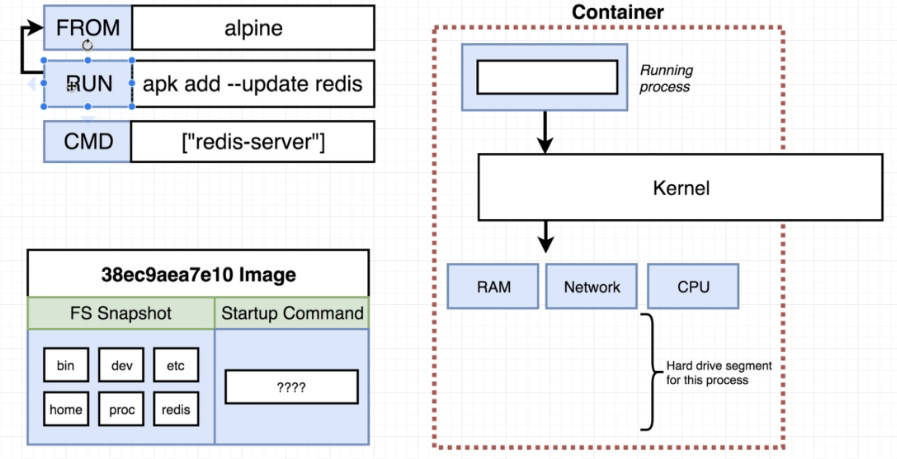 FROM alpine
RUN apk add --update redis
CMD ["redis-server"]
38ec9aea7e10 Image
FS Snapshot Startup Command
bin dev etc
home proc redis
????
Container
Running
process
Kernel
RAM Network CPU
Hard drive segment
for this process